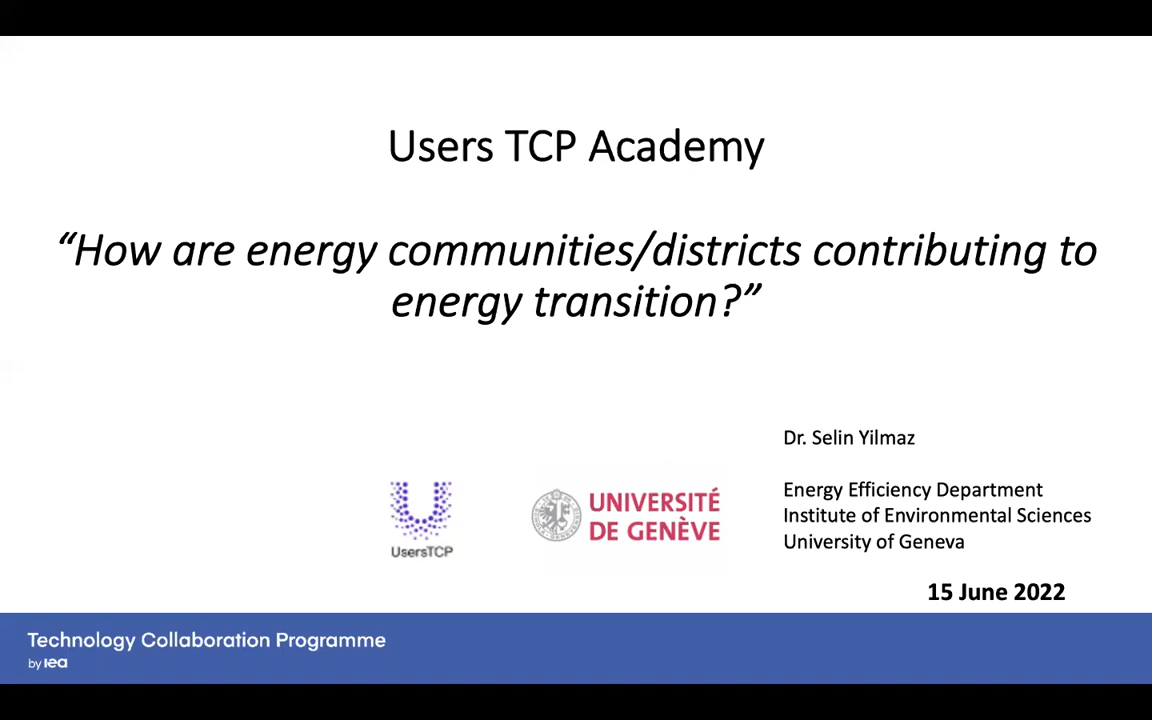 Users TCP Academy
“How are energy communities/districts contributing to
energy transition?”
Dr. Selin Yilmaz
Energy Efficiency Department
Institute of Environmental Sciences
University of Geneva
UsersTCP
UNIVERSITÉ
DE GENÈVE
15 June 2022
Technology Collaboration Programme
by iea